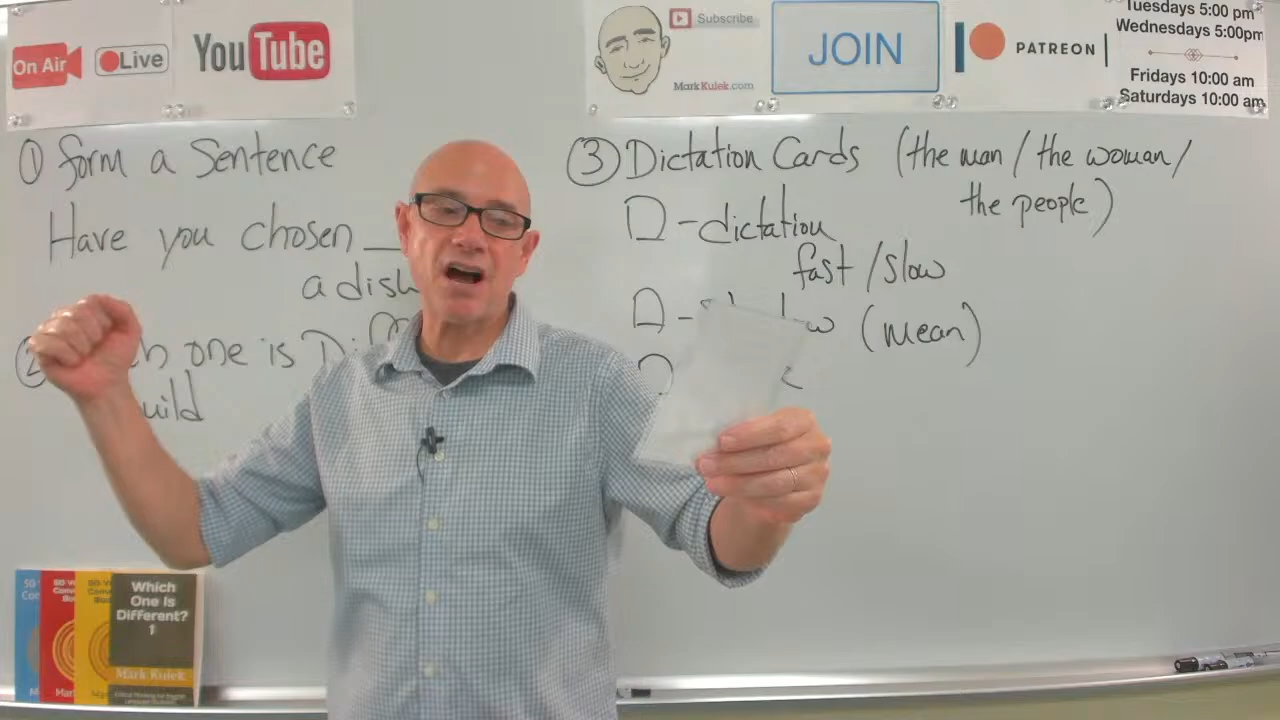 On Air
Live
YouTube
Subscribe
MarkKulek.com
JOIN
PATREON
Tuesdays 5:00 pm
Wednesdays 5:00pm
Fridays 10:00 am
Saturdays 10:00 am
① form a Sentence
Have you chosen
a dish
② one is
③ Dictation Cards (the man / the woman /
the people)
D - dictation
fast / slow
D - (mean)
Which
One Is
Different?
1
Mark Kulek